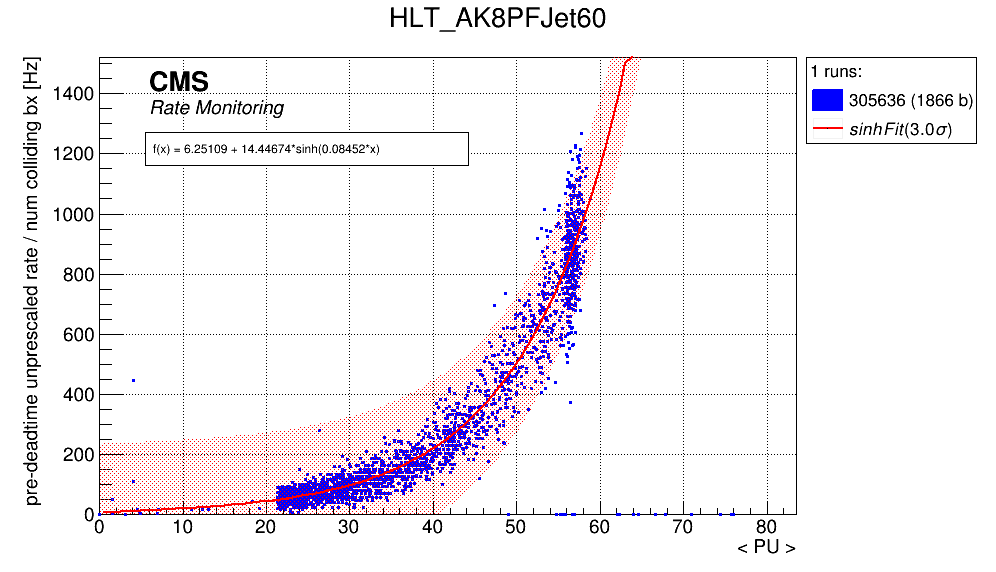 HLT_AK8PFJet60
pre-deadtime unprescaled rate / num colliding bx [Hz]
CMS
Rate Monitoring
f(x) = 6.25109 + 14.44674*sinh(0.08452*x)
1400
1200
1000
800
600
400
200
0
0 10 20 30 40 50 60 70 80
< PU >
1 runs:
305636 (1866 b)
sinhFit(3.0σ)